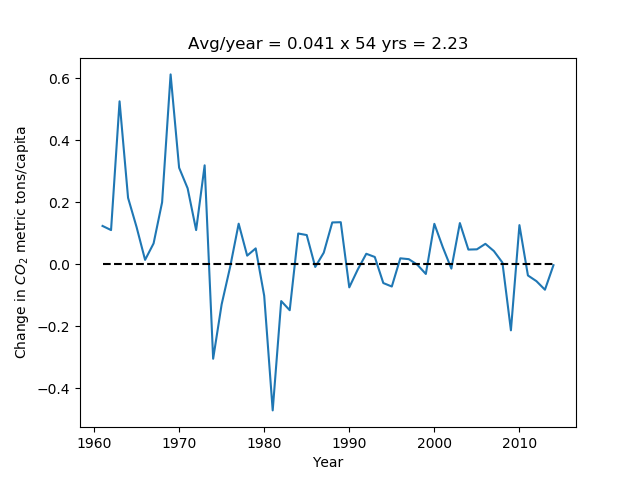 Avg/year = 0.041 x 54 yrs = 2.23
Change in CO₂ metric tons/capita
0.6
0.4
0.2
0.0
−0.2
−0.4
1960 1970 1980 1990 2000 2010
Year